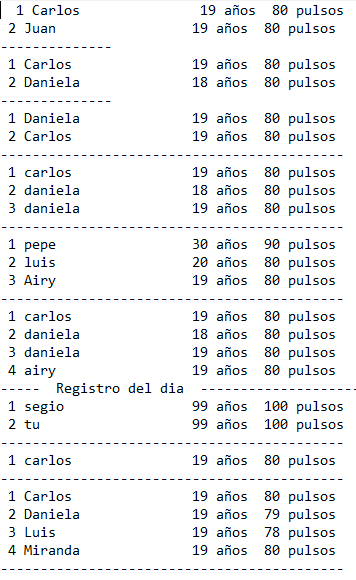 1 Carlos 19 años 80 pulsos
2 Juan 19 años 80 pulsos
--------------
1 Carlos 19 años 80 pulsos
2 Daniela 18 años 80 pulsos
--------------
1 Daniela 19 años 80 pulsos
2 Carlos 19 años 80 pulsos
------------------------------------------
1 carlos 19 años 80 pulsos
2 daniela 18 años 80 pulsos
3 daniela 19 años 80 pulsos
------------------------------------------
1 pepe 30 años 90 pulsos
2 luis 20 años 80 pulsos
3 Airy 19 años 80 pulsos
------------------------------------------
1 carlos 19 años 80 pulsos
2 daniela 18 años 80 pulsos
3 daniela 19 años 80 pulsos
4 airy 19 años 80 pulsos
----- Registro del dia -------------------
1 segio 99 años 100 pulsos
2 tu 99 años 100 pulsos
------------------------------------------
1 carlos 19 años 80 pulsos
------------------------------------------
1 Carlos 19 años 80 pulsos
2 Daniela 19 años 79 pulsos
3 Luis 19 años 78 pulsos
4 Miranda 19 años 80 pulsos
------------------------------------------